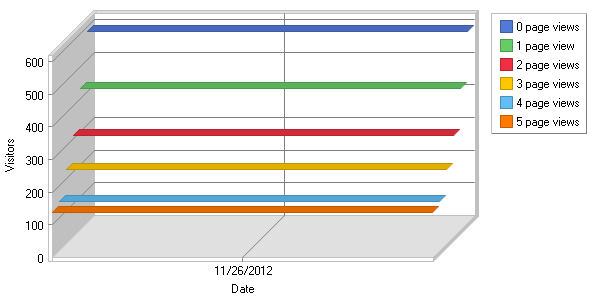 0 page views
1 page view
2 page views
3 page views
4 page views
5 page views
600
500
400
300
200
100
0
Visitors
11/26/2012
Date